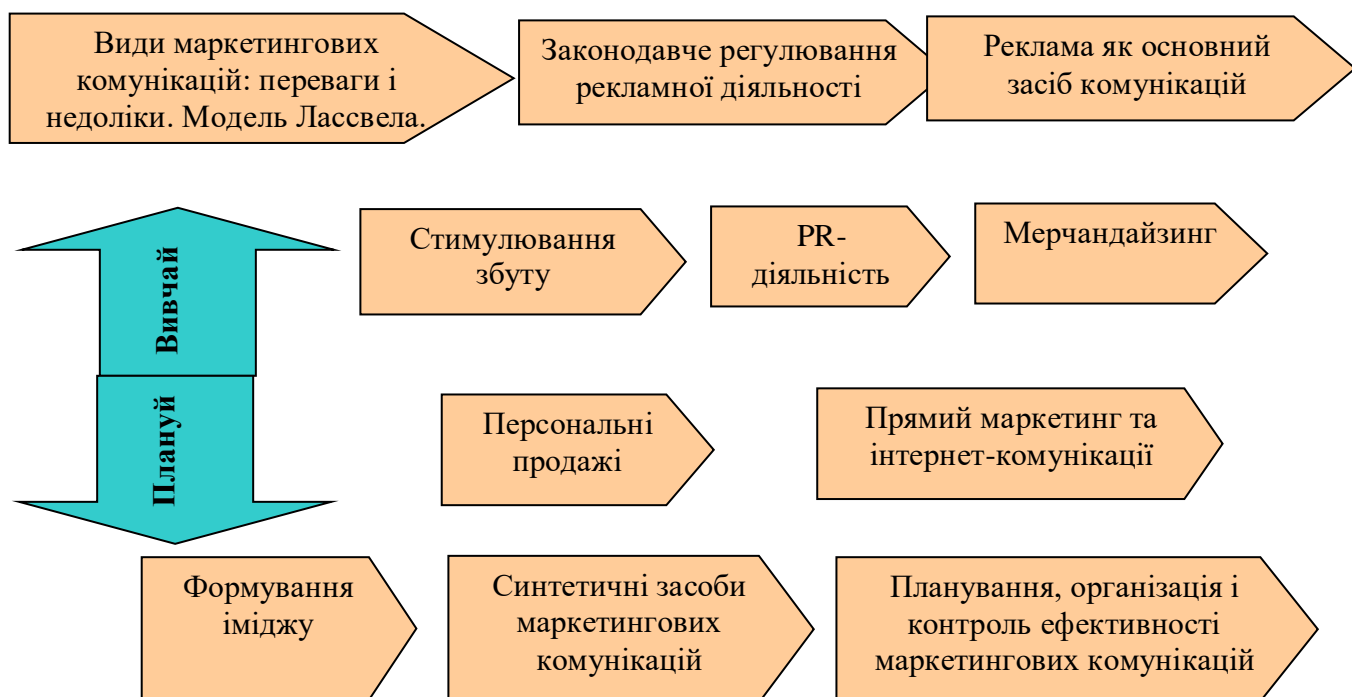 Види маркетингових
комунікацій: переваги і
недоліки. Модель Лассвела.
Законодавче регулювання
рекламної діяльності
Реклама як основний
засіб комунікацій
Вивчай
Стимулювання
збуту
PR-
діяльність
Мерчандайзинг
Плануй
Персональні
продажі
Прямий маркетинг та
інтернет-комунікації
Формування
іміджу
Синтетичні засоби
маркетингових
комунікацій
Планування, організація і
контроль ефективності
маркетингових комунікацій